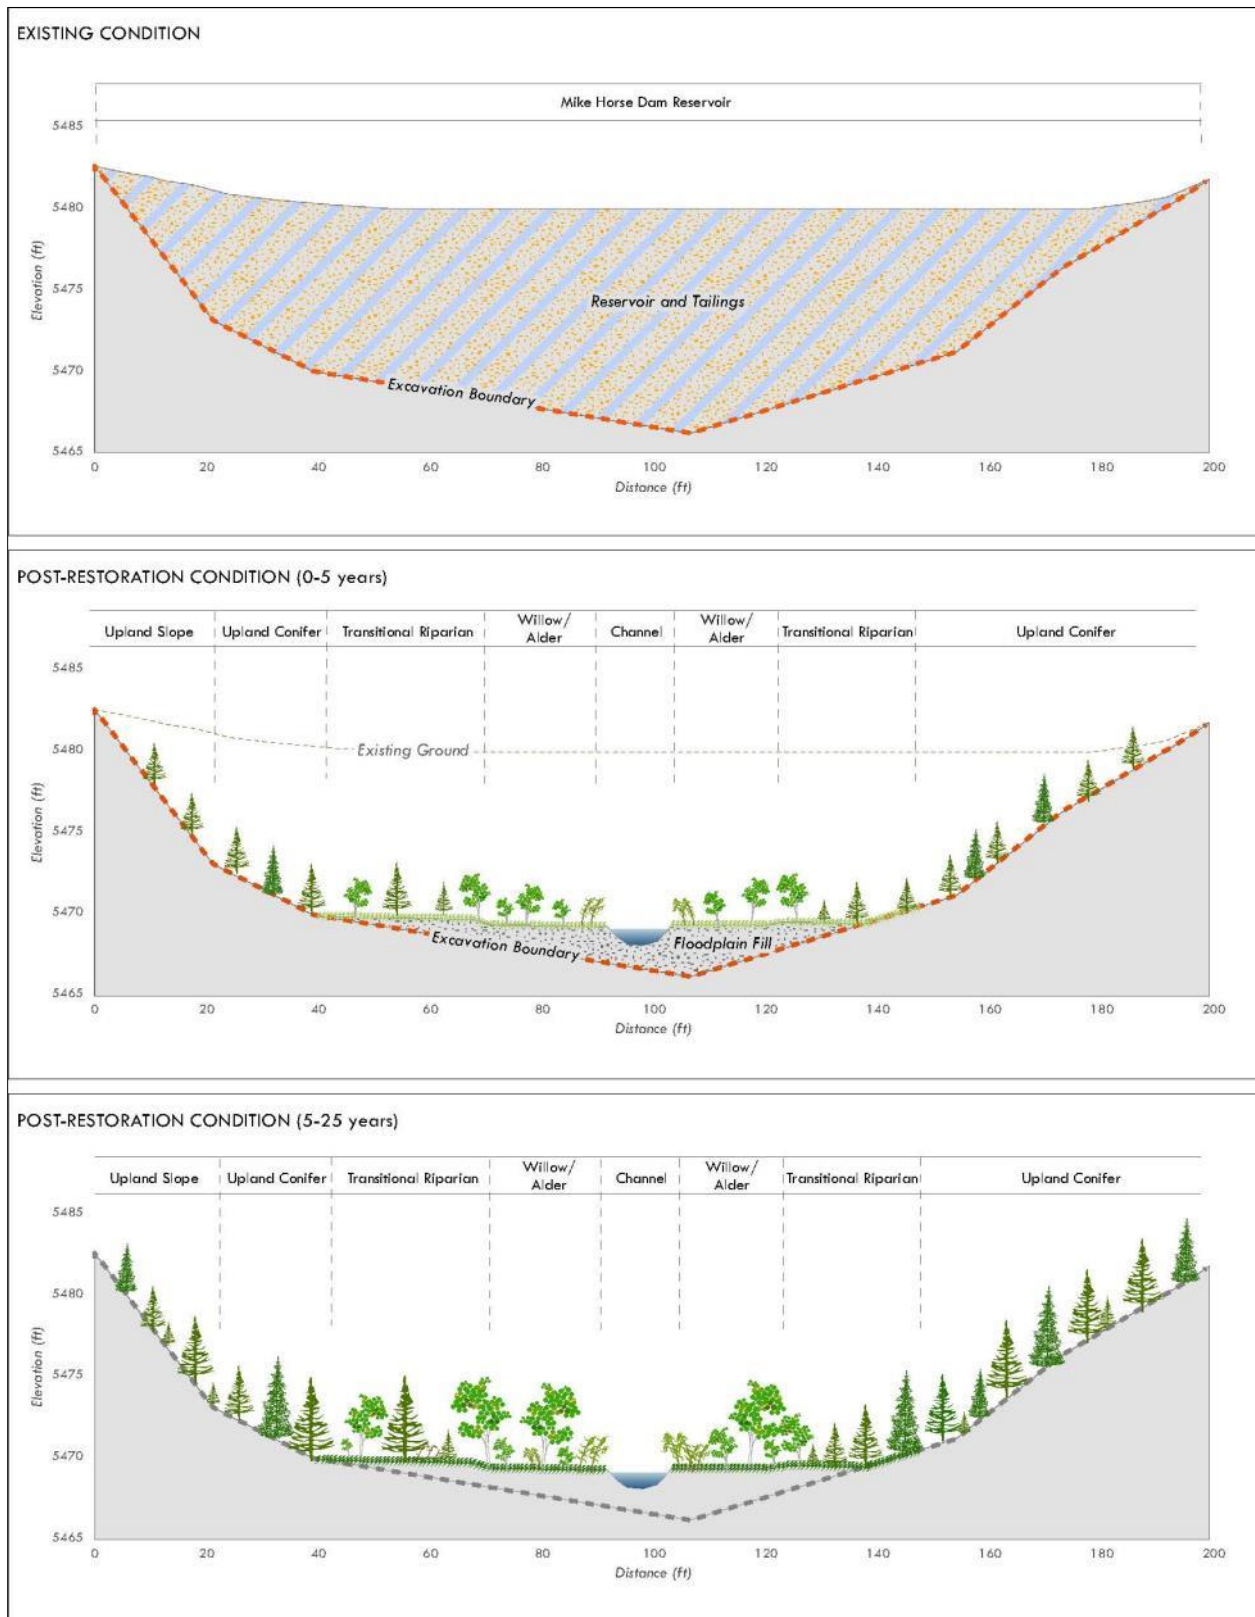 EXISTING CONDITION
Mike Horse Dam Reservoir
5485
5480
5475
5470
5465
Elevation (ft)
Reservoir and Tailings
Excavation Boundary
0 20 40 60 80 100 120 140 160 180 200
Distance (ft)
POST-RESTORATION CONDITION (0-5 years)
Upland Slope Upland Conifer Transitional Riparian Willow/ Alder Channel Willow/ Alder Transitional Riparian Upland Conifer
5485
5480
5475
5470
5465
Elevation (ft)
Existing Ground
Excavation Boundary
Floodplain Fill
0 20 40 60 80 100 120 140 160 180 200
Distance (ft)
POST-RESTORATION CONDITION (5-25 years)
Upland Slope Upland Conifer Transitional Riparian Willow/ Alder Channel Willow/ Alder Transitional Riparian Upland Conifer
5485
5480
5475
5470
5465
Elevation (ft)
0 20 40 60 80 100 120 140 160 180 200
Distance (ft)